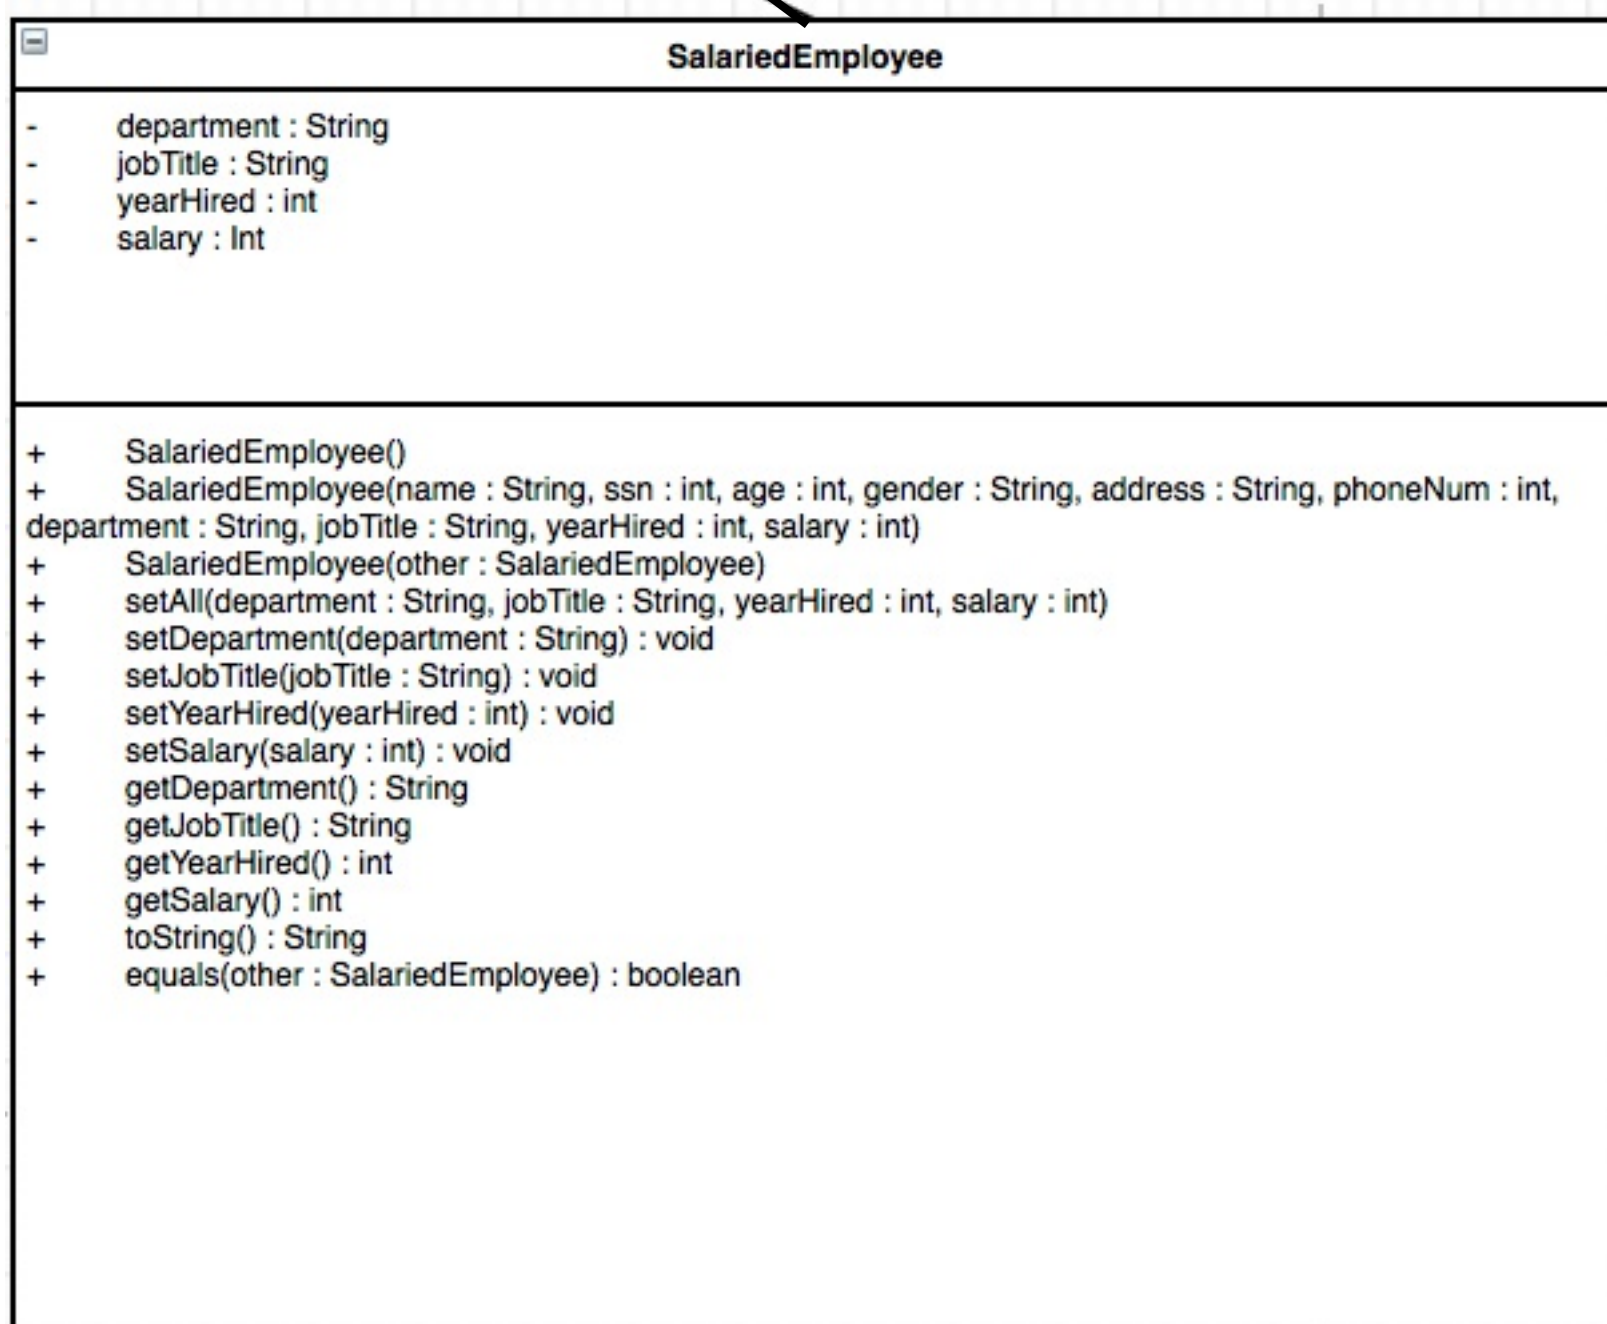 SalariedEmployee
- department : String
- jobTitle : String
- yearHired : int
- salary : Int
+ SalariedEmployee()
+ SalariedEmployee(name : String, ssn : int, age : int, gender : String, address : String, phoneNum : int,
department : String, jobTitle : String, yearHired : int, salary : int)
+ SalariedEmployee(other : SalariedEmployee)
+ setAll(department : String, jobTitle : String, yearHired : int, salary : int)
+ setDepartment(department : String) : void
+ setJobTitle(jobTitle : String) : void
+ setYearHired(yearHired : int) : void
+ setSalary(salary : int) : void
+ getDepartment() : String
+ getJobTitle() : String
+ getYearHired() : int
+ getSalary() : int
+ toString() : String
+ equals(other : SalariedEmployee) : boolean